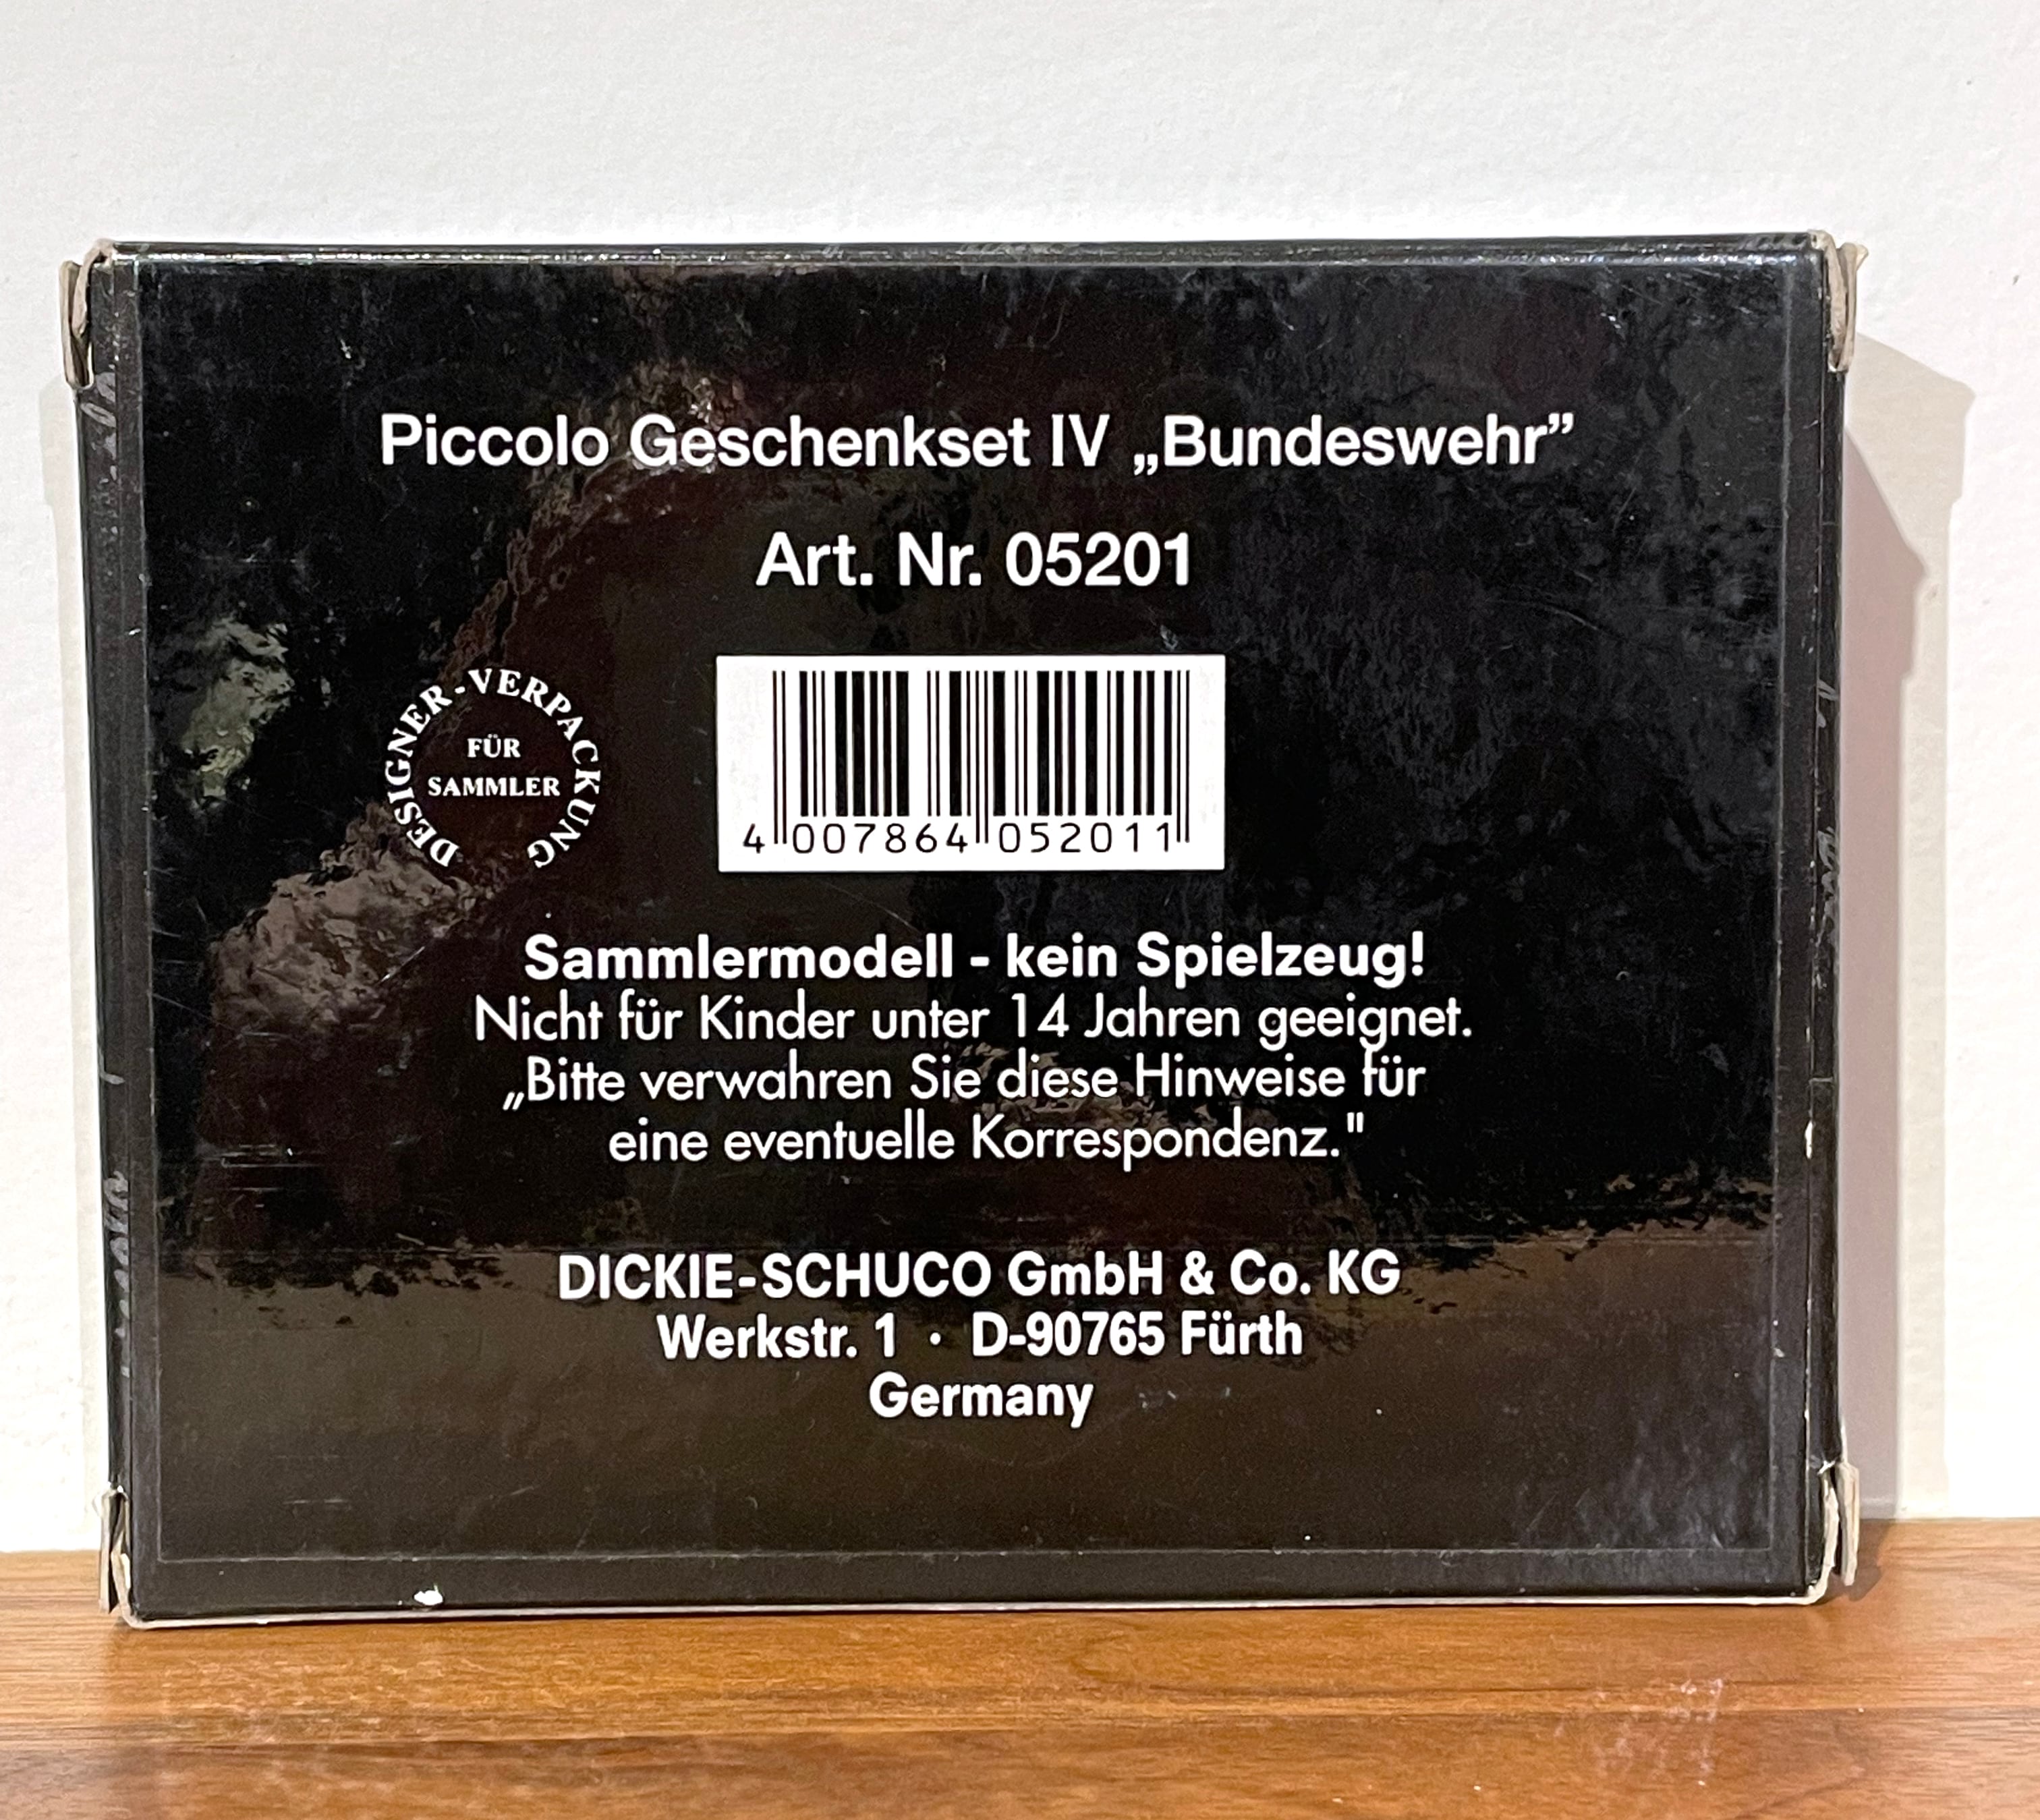 Piccolo Geschenkset IV „Bundeswehr”
Art. Nr. 05201
DESIGNER-VERPACKUNG
FÜR
SAMMLER
4 007864 052011
Sammlermodell - kein Spielzeug!
Nicht für Kinder unter 14 Jahren geeignet.
„Bitte verwahren Sie diese Hinweise für
eine eventuelle Korrespondenz."
DICKIE-SCHUCO GmbH & Co. KG
Werkstr. 1 · D-90765 Fürth
Germany